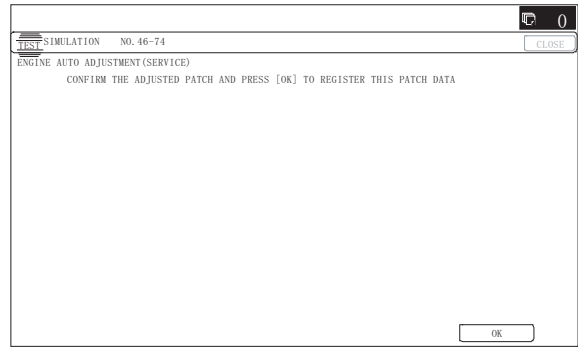 0
TEST SIMULATION NO. 46-74
CLOSE
ENGINE AUTO ADJUSTMENT(SERVICE)
CONFIRM THE ADJUSTED PATCH AND PRESS [OK] TO REGISTER THIS PATCH DATA
OK